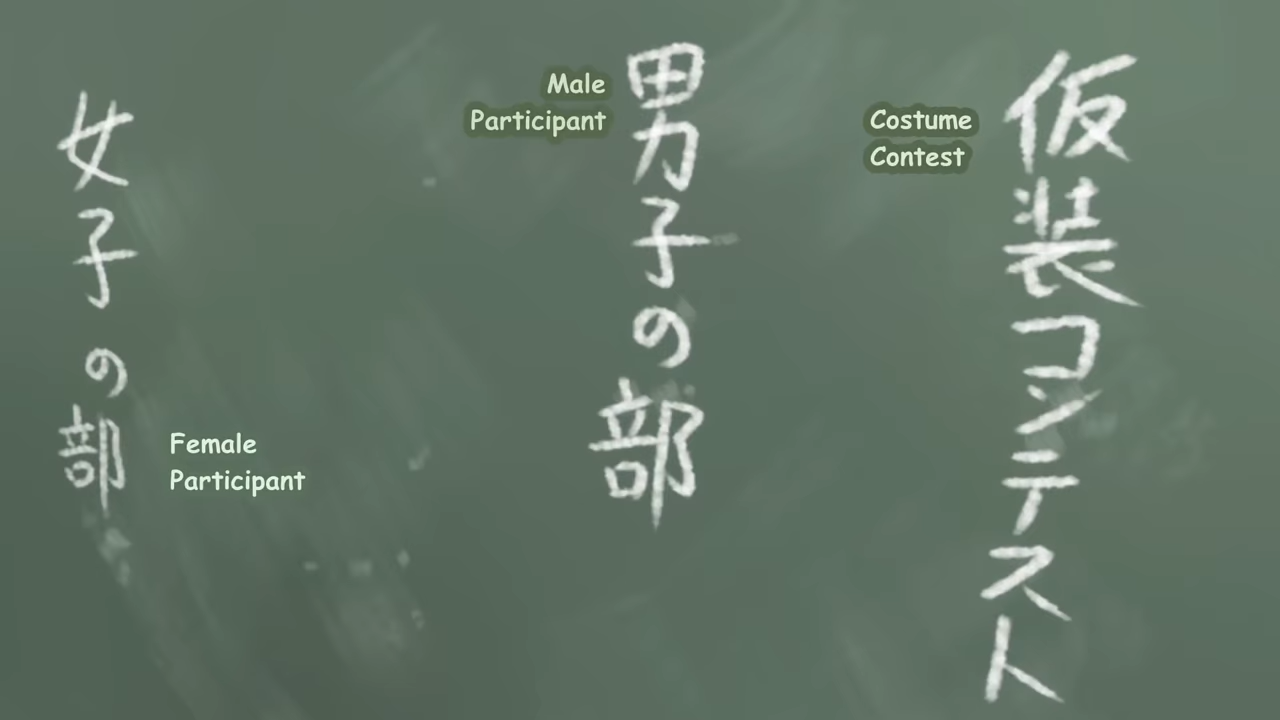 仮装コンテスト
Costume
Contest
男子の部
Male
Participant
女子の部
Female
Participant